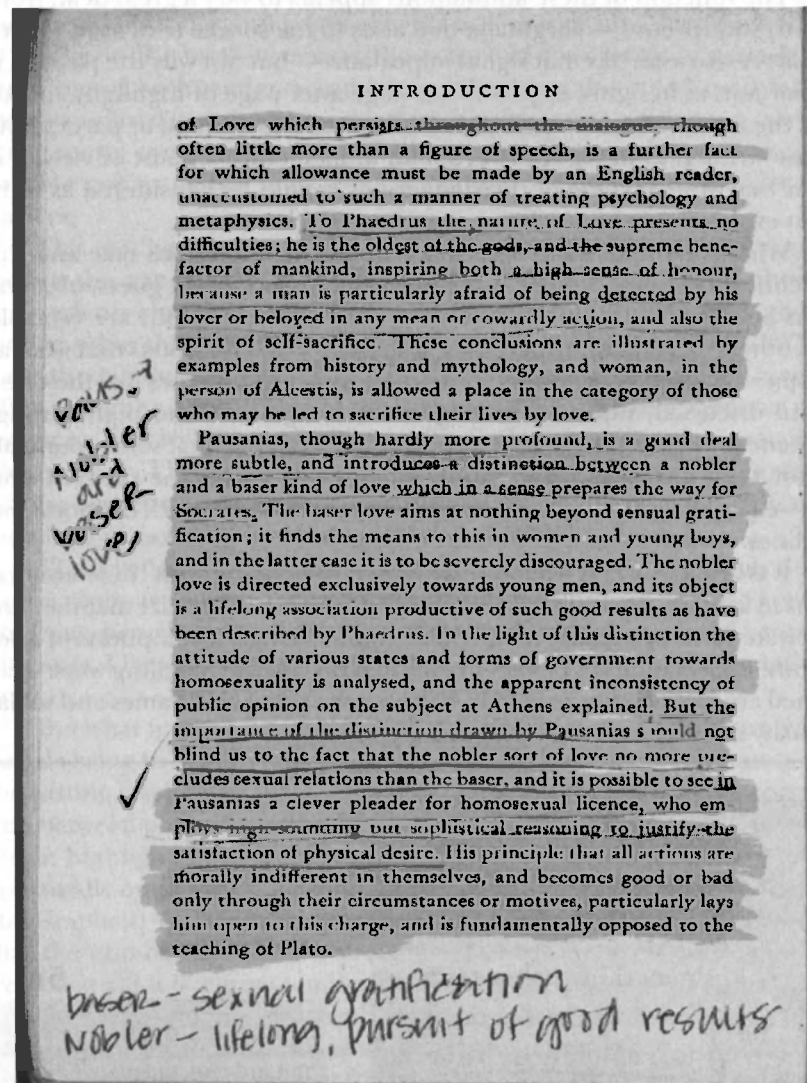 INTRODUCTION
of Love which persists throughout the dialogue, though
often little more than a figure of speech, is a further fact
for which allowance must be made by an English reader,
unaccustomed to such a manner of treating psychology and
metaphysics. To Phaedrus the nature of Love presents no
difficulties; he is the oldest of the gods, and the supreme bene-
factor of mankind, inspiring both a high sense of honour,
because a man is particularly afraid of being detected by his
lover or beloved in any mean or cowardly action, and also the
spirit of self-sacrifice. These conclusions are illustrated by
examples from history and mythology, and woman, in the
person of Alcestis, is allowed a place in the category of those
who may be led to sacrifice their lives by love.
Pausanias, though hardly more profound, is a good deal
more subtle, and introduces a distinction between a nobler
and a baser kind of love which in a sense prepares the way for
Socrates. The baser love aims at nothing beyond sensual grati-
fication; it finds the means to this in women and young boys,
and in the latter case it is to be severely discouraged. The nobler
love is directed exclusively towards young men, and its object
is a lifelong association productive of such good results as have
been described by Phaedrus. In the light of this distinction the
attitude of various states and forms of government towards
homosexuality is analysed, and the apparent inconsistency of
public opinion on the subject at Athens explained. But the
importance of the distinction drawn by Pausanias should not
blind us to the fact that the nobler sort of love no more pre-
cludes sexual relations than the baser, and it is possible to see in
Pausanias a clever pleader for homosexual licence, who em-
ploys high sounding but sophistical reasoning to justify the
satisfaction of physical desire. His principle that all actions are
morally indifferent in themselves, and becomes good or bad
only through their circumstances or motives, particularly lays
him open to this charge, and is fundamentally opposed to the
teaching of Plato.
baser - sexual gratification
Nobler - lifelong, pursuit of good results